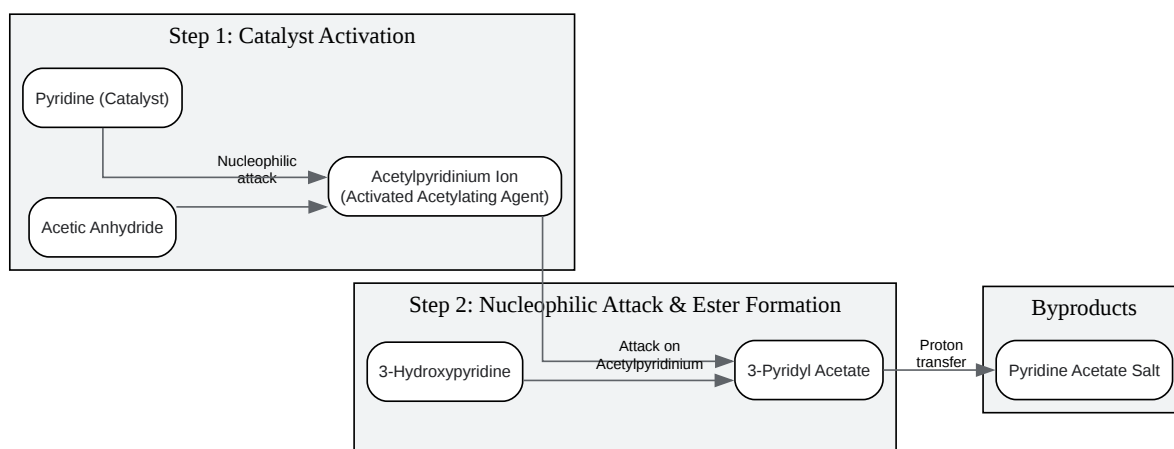 Step 1: Catalyst Activation
Pyridine (Catalyst)
Nucleophilic
attack
Acetylpyridinium Ion
(Activated Acetylating Agent)
Acetic Anhydride
Step 2: Nucleophilic Attack & Ester Formation
3-Hydroxypyridine
Attack on
Acetylpyridinium
3-Pyridyl Acetate
Proton
transfer
Byproducts
Pyridine Acetate Salt